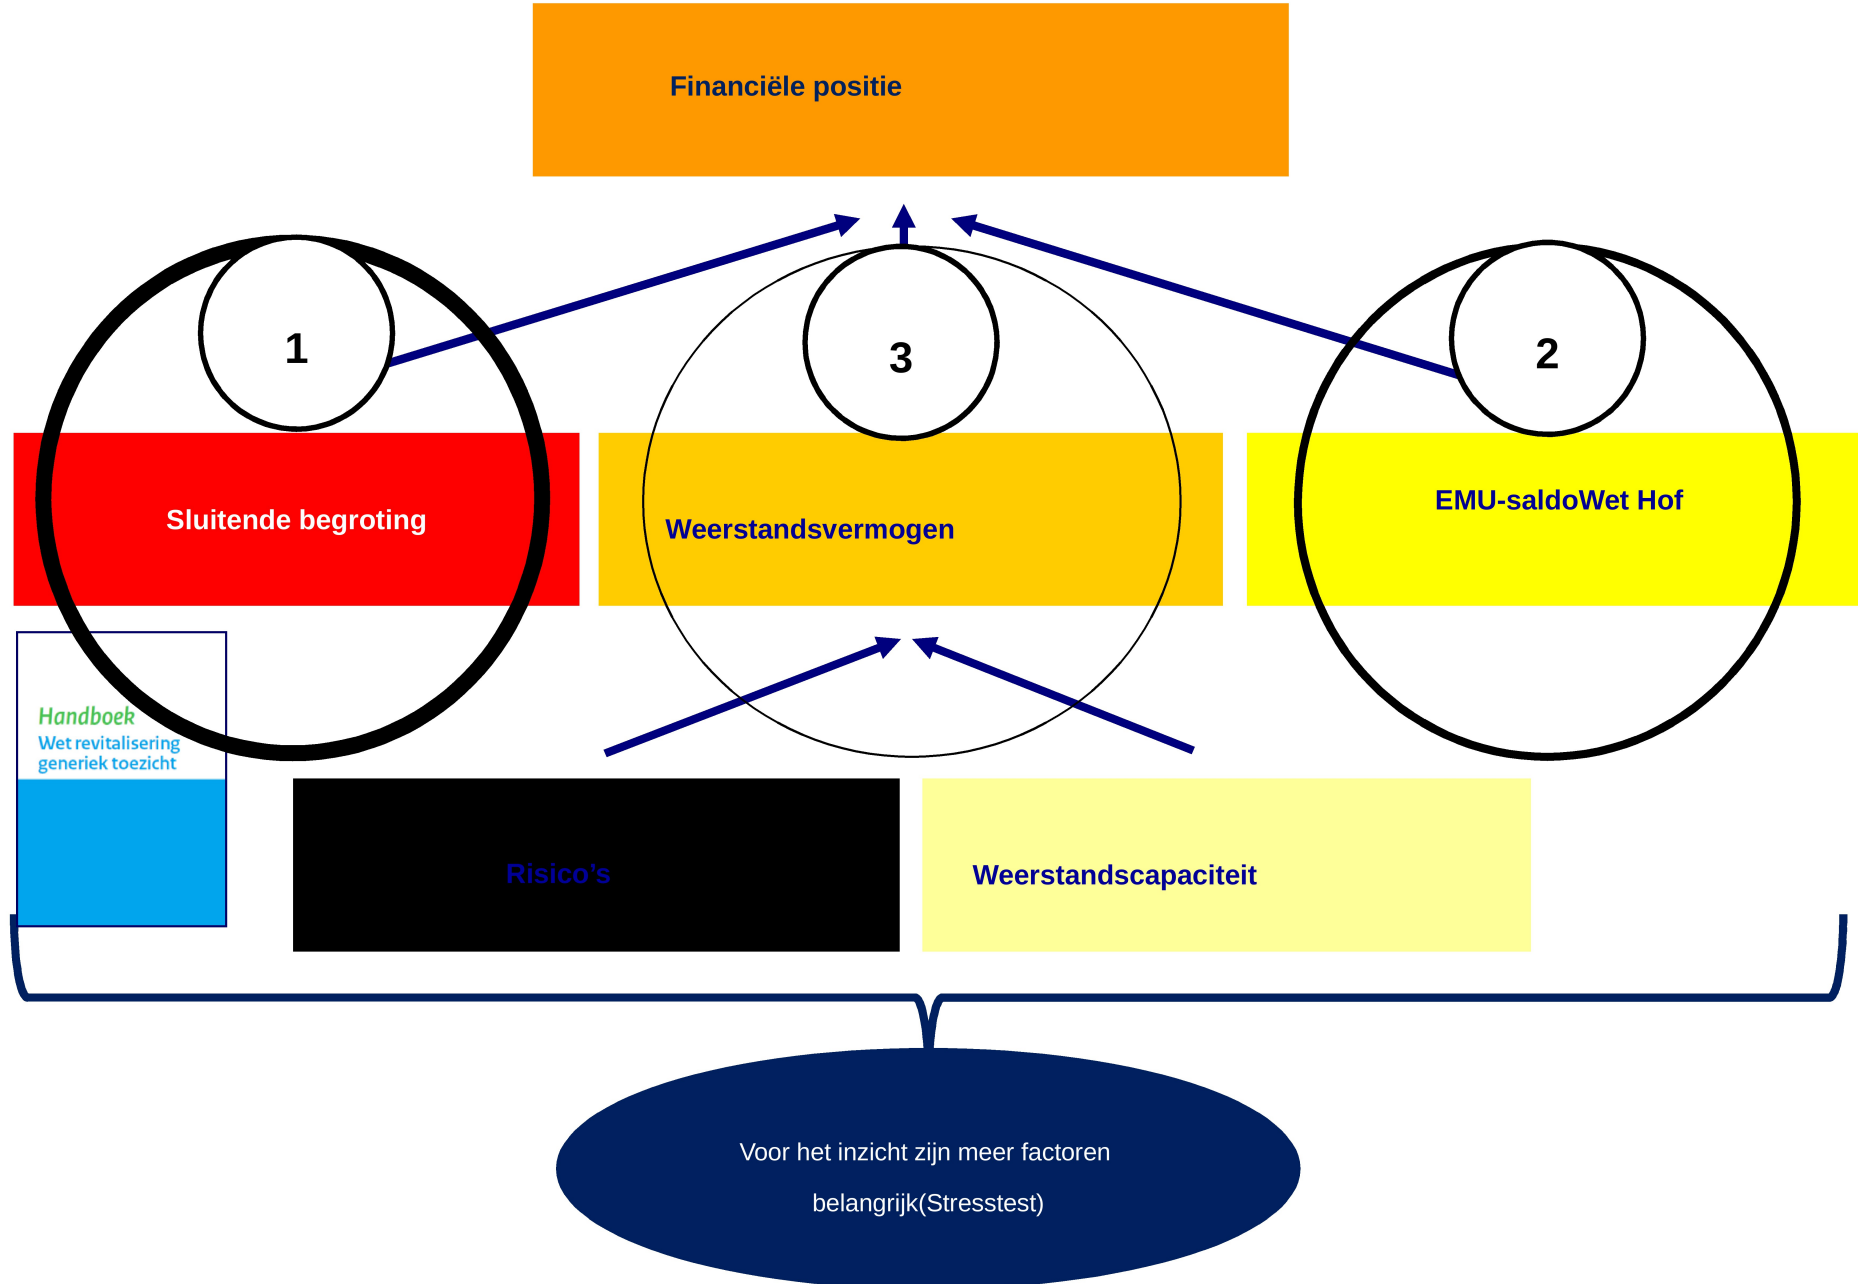 Financiële positie
1
3
2
Sluitende begroting
Weerstandsvermogen
EMU-saldoWet Hof
Handboek
Wet revitalisering
generiek toezicht
Risico’s
Weerstandscapaciteit
Voor het inzicht zijn meer factoren
belangrijk(Stresstest)